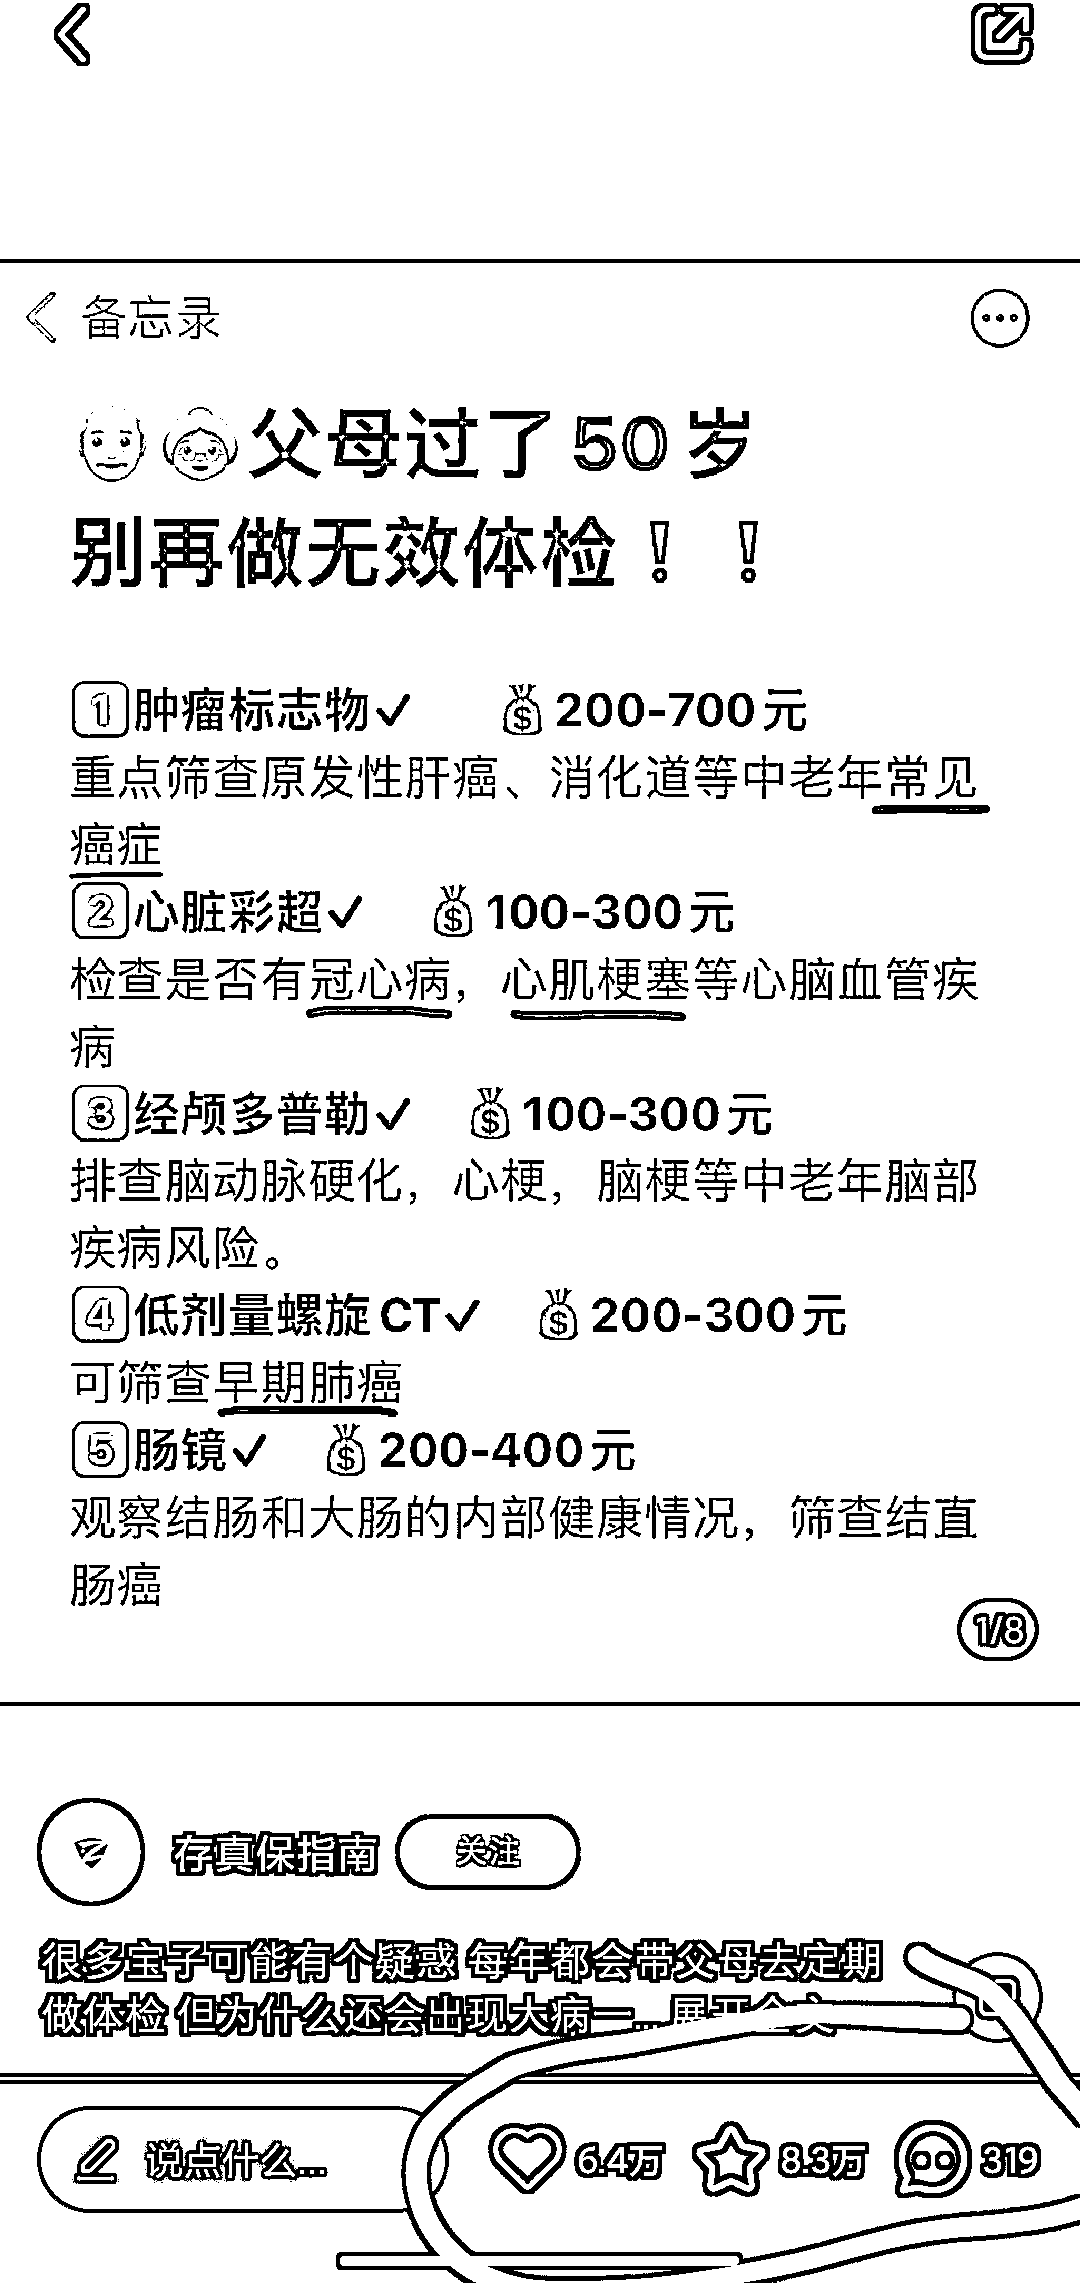 备忘录
父母过了50岁
别再做无效体检！！
1肿瘤标志物✓ 💰200-700元
重点筛查原发性肝癌、消化道等中老年常见
癌症
2心脏彩超✓ 💰100-300元
检查是否有冠心病，心肌梗塞等心脑血管疾
病
3经颅多普勒✓ 💰100-300元
排查脑动脉硬化，心梗，脑梗等中老年脑部
疾病风险。
4低剂量螺旋CT✓ 💰200-300元
可筛查早期肺癌
5肠镜✓ 💰200-400元
观察结肠和大肠的内部健康情况，筛查结直
肠癌
1/8
存真保指南 关注
很多宝子可能有个疑惑 每年都会带父母去定期
做体检 但为什么还会出现大病一... 展开全文
说点什么... 6.4万 8.3万 319